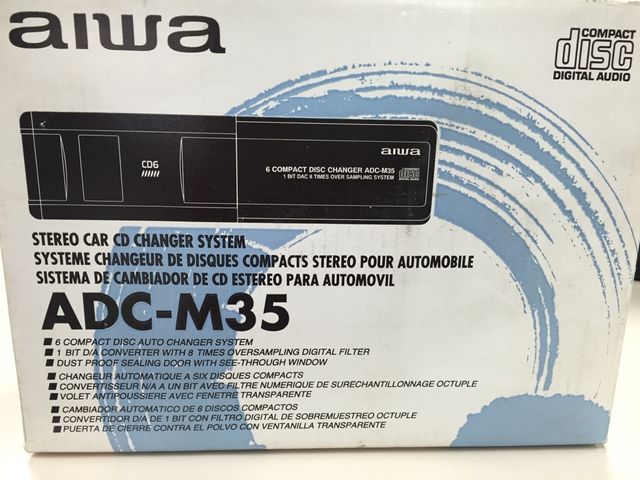 aiwa
COMPACT
disc
DIGITAL AUDIO
CD6
aiwa
6 COMPACT DISC CHANGER ADC-M35
1 BIT DAC 8 TIMES OVER SAMPLING SYSTEM
disc
STEREO CAR CD CHANGER SYSTEM
SYSTEME CHANGEUR DE DISQUES COMPACTS STEREO POUR AUTOMOBILE
SISTEMA DE CAMBIADOR DE CD ESTEREO PARA AUTOMOVIL
ADC-M35
■ 6 COMPACT DISC AUTO CHANGER SYSTEM
■ 1 BIT D/A CONVERTER WITH 8 TIMES OVERSAMPLING DIGITAL FILTER
■ DUST PROOF SEALING DOOR WITH SEE-THROUGH WINDOW
■ CHANGEUR AUTOMATIQUE A SIX DISQUES COMPACTS
■ CONVERTISSEUR N/A A UN BIT AVEC FILTRE NUMERIQUE DE SURECHANTILLONNAGE OCTUPLE
■ VOLET ANTIPOUSSIERE AVEC FENETRE TRANSPARENTE
■ CAMBIADOR AUTOMATICO DE 6 DISCOS COMPACTOS
■ CONVERTIDOR D/A DE 1 BIT CON FILTRO DIGITAL DE SOBREMUESTREO OCTUPLE
■ PUERTA DE CIERRE CONTRA EL POLVO CON VENTANILLA TRANSPARENTE